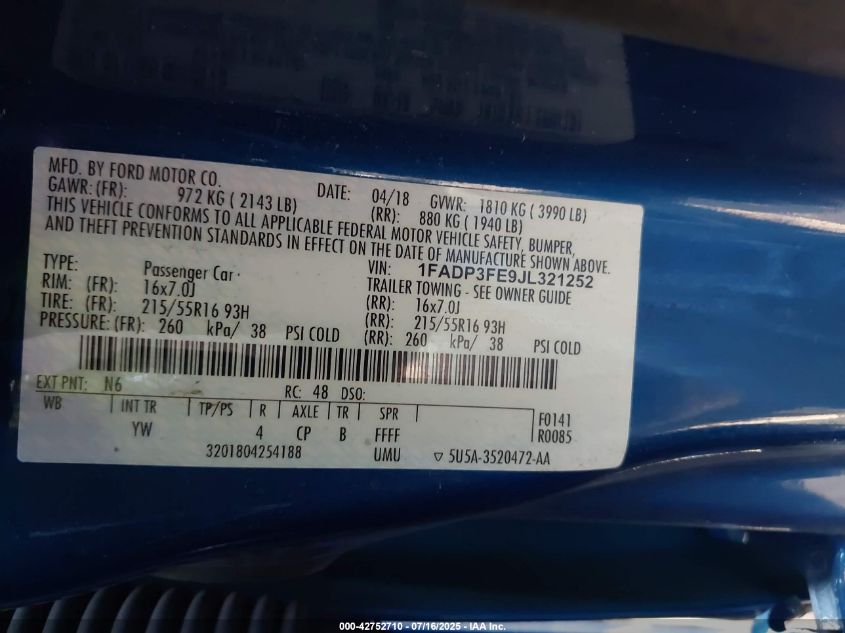 MFD. BY FORD MOTOR CO.
DATE: 04/18 GVWR: 1810 KG ( 3990 LB)
GAWR: (FR): 972 KG ( 2143 LB) (RR): 880 KG ( 1940 LB)
THIS VEHICLE CONFORMS TO ALL APPLICABLE FEDERAL MOTOR VEHICLE SAFETY, BUMPER,
AND THEFT PREVENTION STANDARDS IN EFFECT ON THE DATE OF MANUFACTURE SHOWN ABOVE.
VIN: 1FADP3FE9JL321252
TYPE: Passenger Car TRAILER TOWING - SEE OWNER GUIDE
RIM: (FR): 16x7.0J (RR): 16x7.0J
TIRE: (FR): 215/55R16 93H (RR): 215/55R16 93H
PRESSURE: (FR): 260 kPa/ 38 PSI COLD (RR): 260 kPa/ 38 PSI COLD
EXT PNT: N6 RC: 48 DSO:
WB INT TR TP/PS R AXLE TR SPR F0141
YW 4 CP B FFFF R0085
3201804254188 UMU ▽ 5U5A-3520472-AA
000-42752710 - 07/16/2025 - IAA Inc.